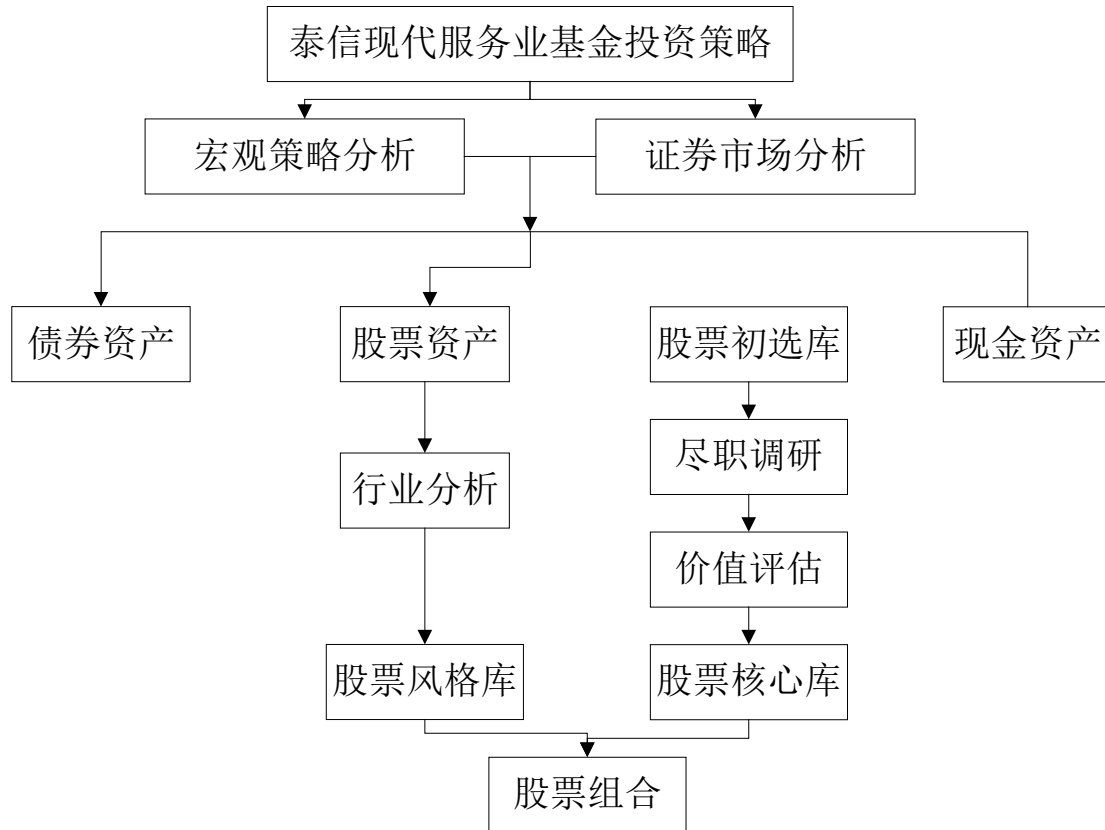 泰信现代服务业基金投资策略
宏观策略分析
证券市场分析
债券资产
股票资产
股票初选库
现金资产
尽职调研
行业分析
价值评估
股票风格库
股票核心库
股票组合